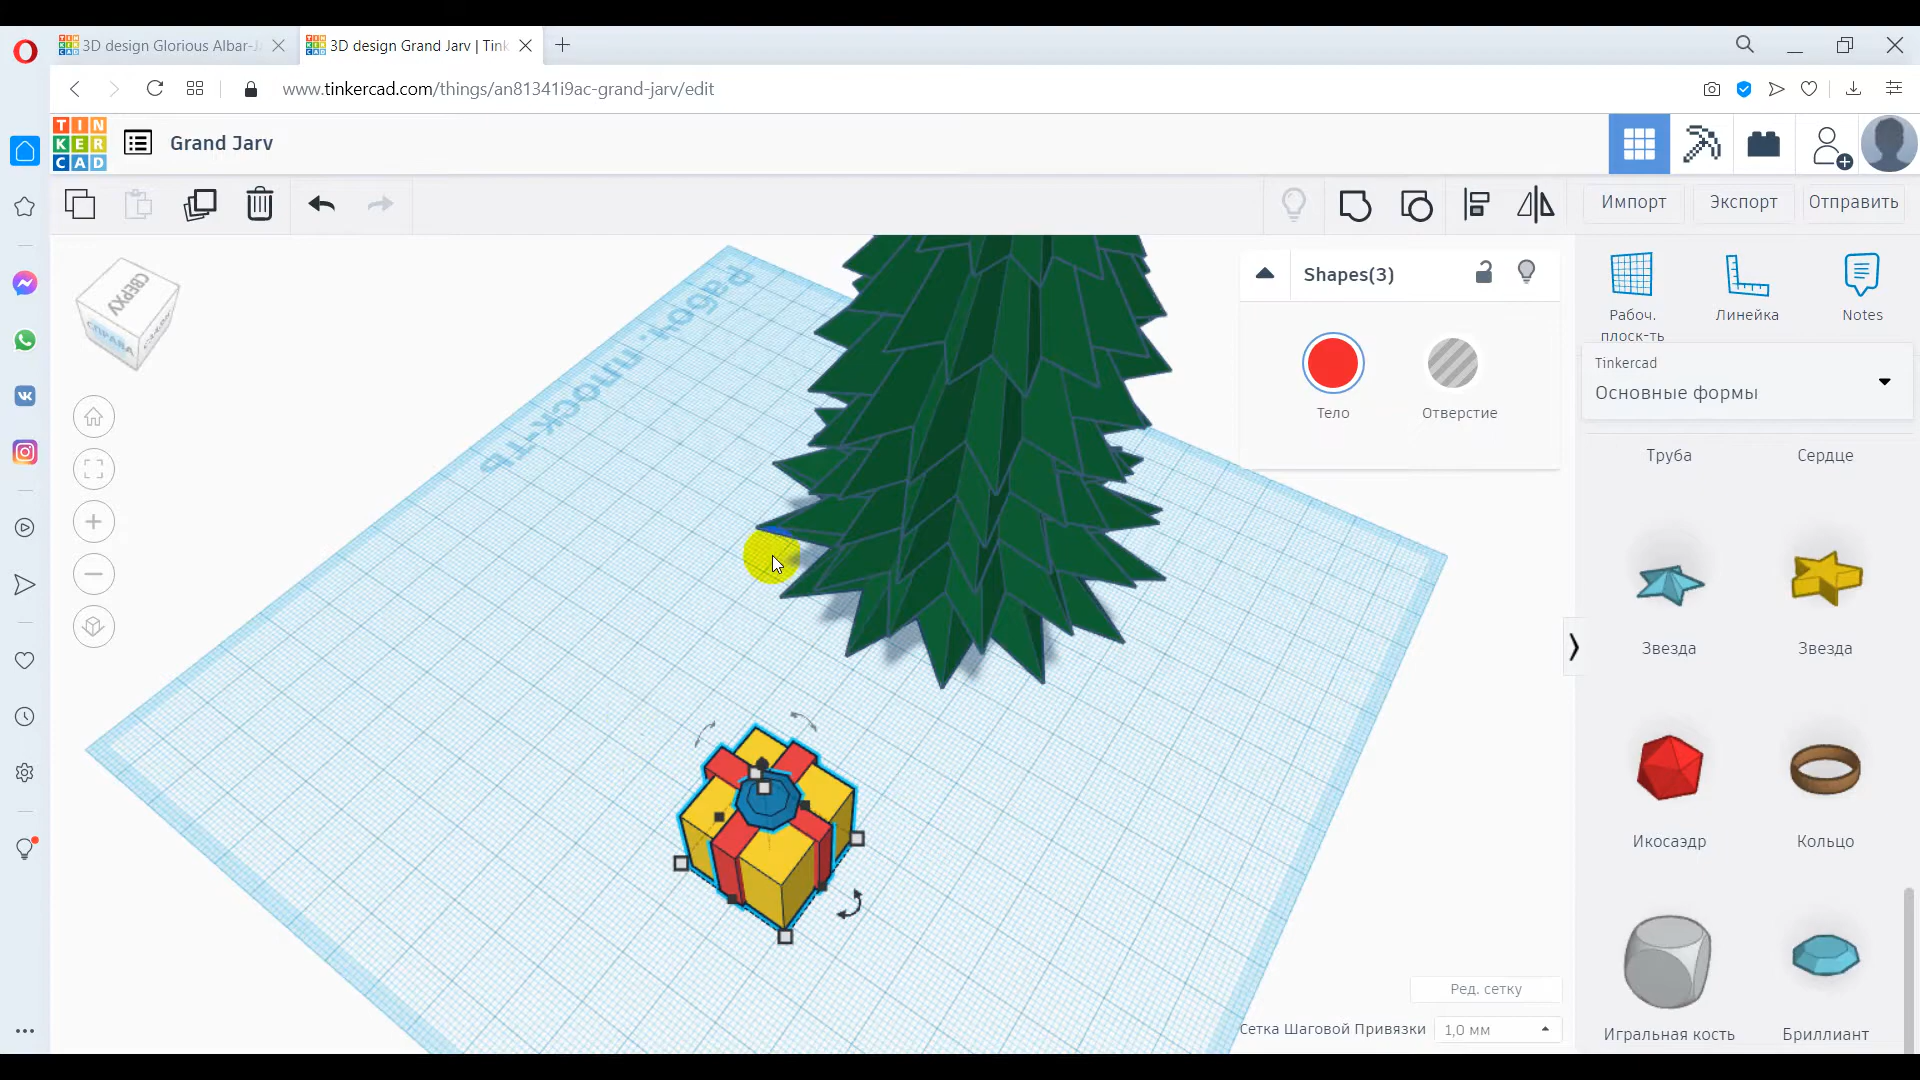 3D design Glorious Albar-J
3D design Grand Jarv | Tink
www.tinkercad.com/things/an81341i9ac-grand-jarv/edit
TIN
KER
CAD
Grand Jarv
Импорт
Экспорт
Отправить
СВЕРХУ
СПРАВА
Рабоч. плоск-ть
Shapes(3)
Тело
Отверстие
Рабоч.
плоск-ть
Линейка
Notes
Tinkercad
Основные формы
Труба
Сердце
Звезда
Звезда
Икосаэдр
Кольцо
Игральная кость
Бриллиант
Ред. сетку
Сетка Шаговой Привязки
1,0 мм